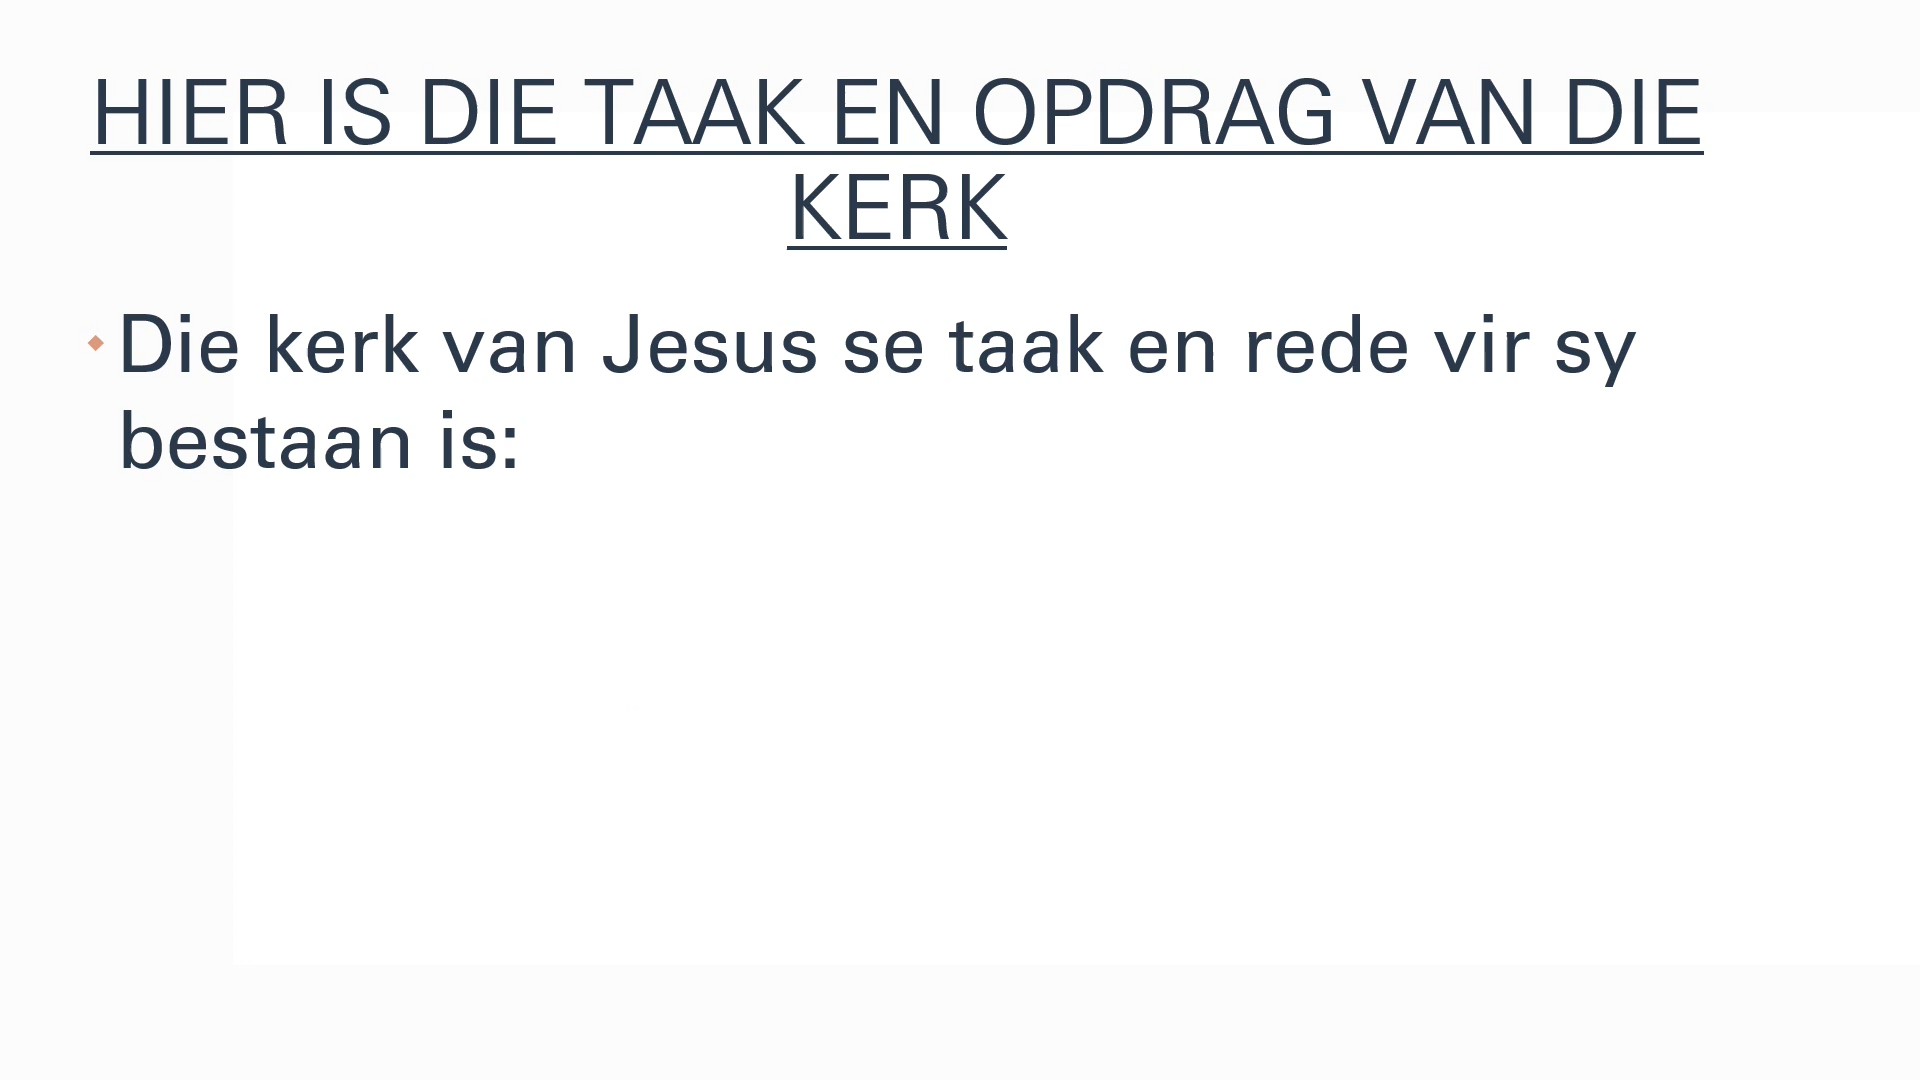 HIER IS DIE TAAK EN OPDRAG VAN DIE
KERK
Die kerk van Jesus se taak en rede vir sy
bestaan is: